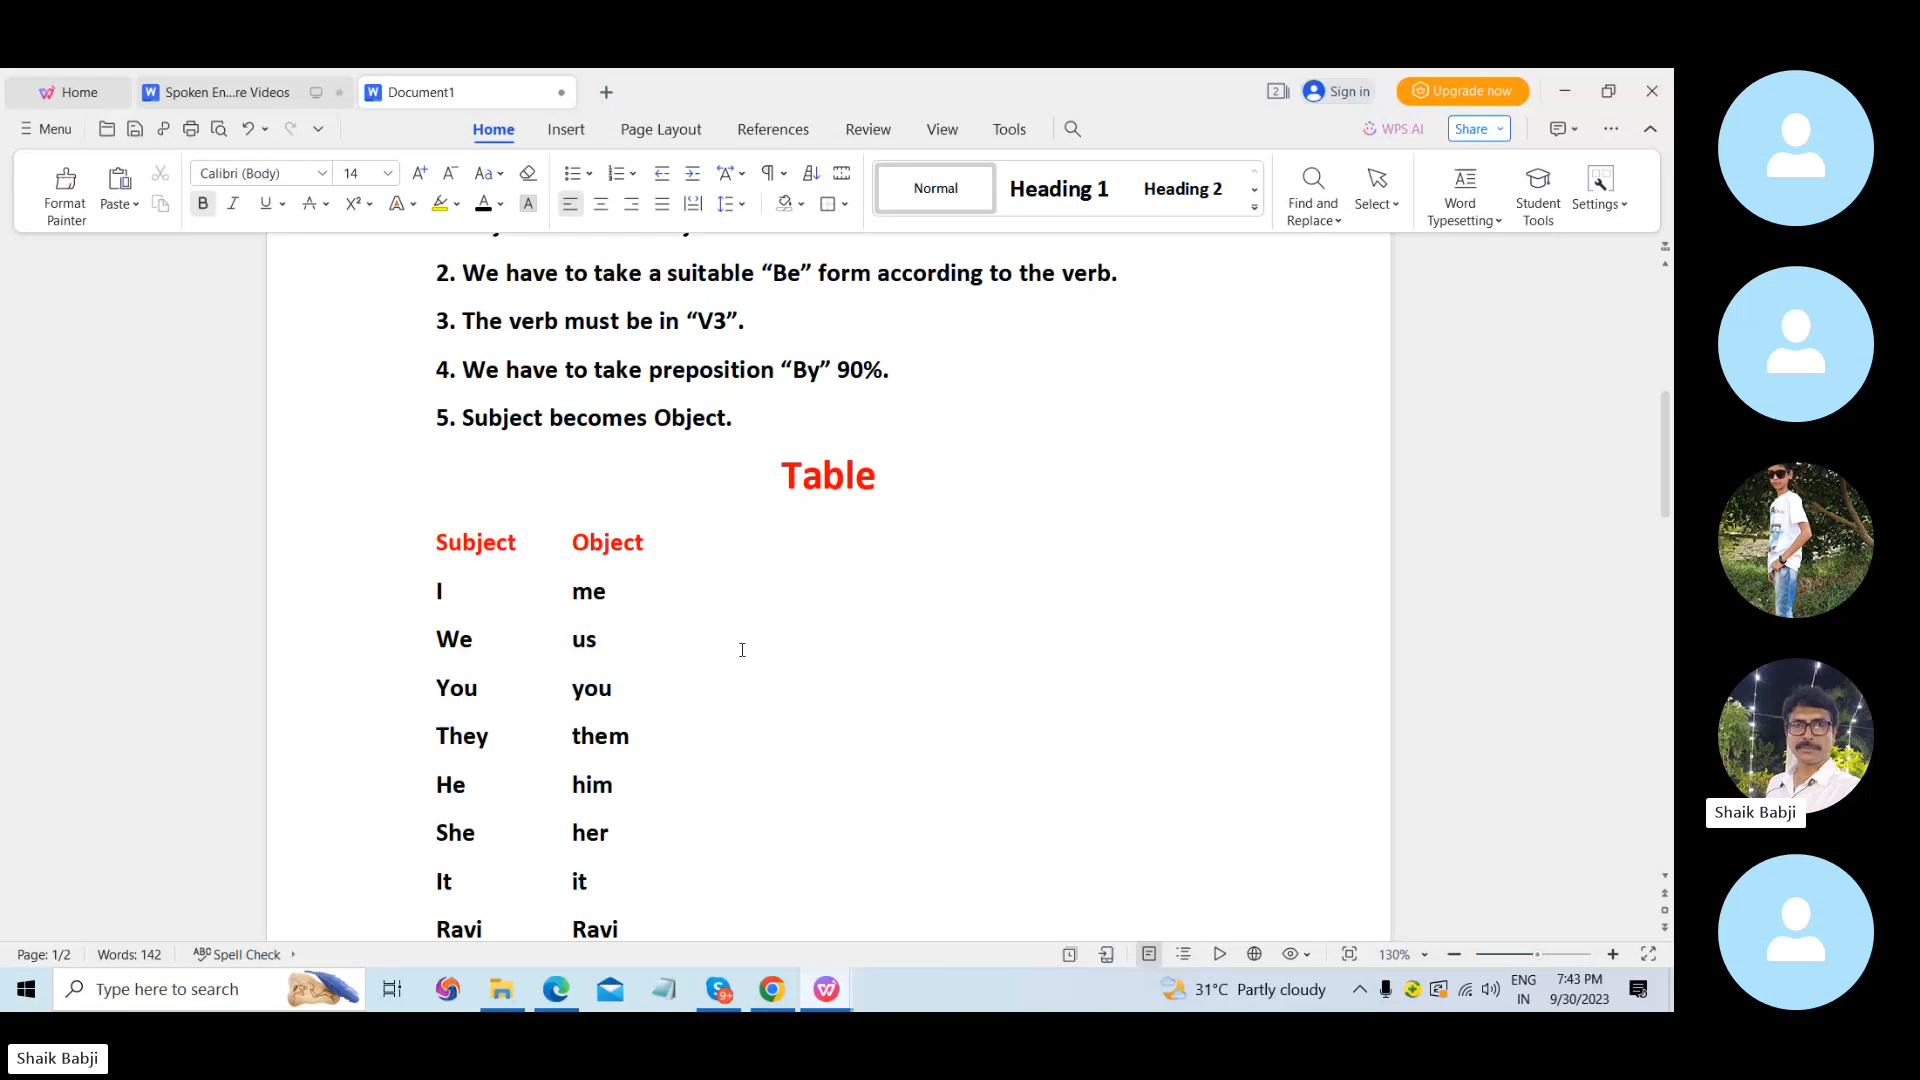 Home
Spoken En...re Videos
Document1
2
Sign in
Upgrade now
Menu
Home
Insert
Page Layout
References
Review
View
Tools
WPS AI
Share
Format
Painter
Paste
Calibri (Body)
14
Normal
Heading 1
Heading 2
Find and
Replace
Select
Word
Typesetting
Student
Tools
Settings
2. We have to take a suitable “Be” form according to the verb.
3. The verb must be in “V3”.
4. We have to take preposition “By” 90%.
5. Subject becomes Object.
Table
Subject Object
I me
We us
You you
They them
He him
She her
It it
Ravi Ravi
Page: 1/2
Words: 142
Spell Check
130%
Type here to search
9+
31°C Partly cloudy
ENG
IN
7:43 PM
9/30/2023
Shaik Babji
Shaik Babji